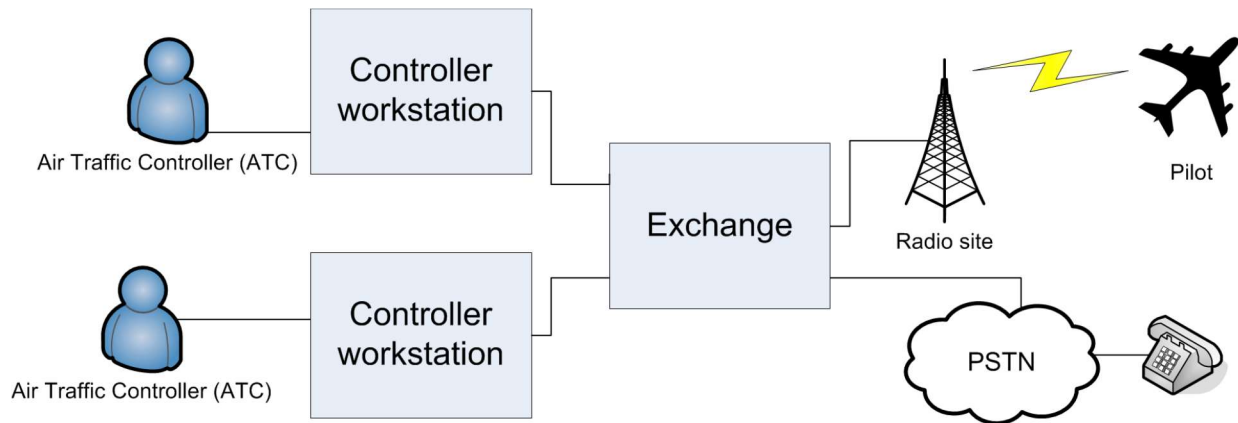 Controller
workstation
Air Traffic Controller (ATC)
Exchange
Pilot
Radio site
Controller
workstation
Air Traffic Controller (ATC)
PSTN